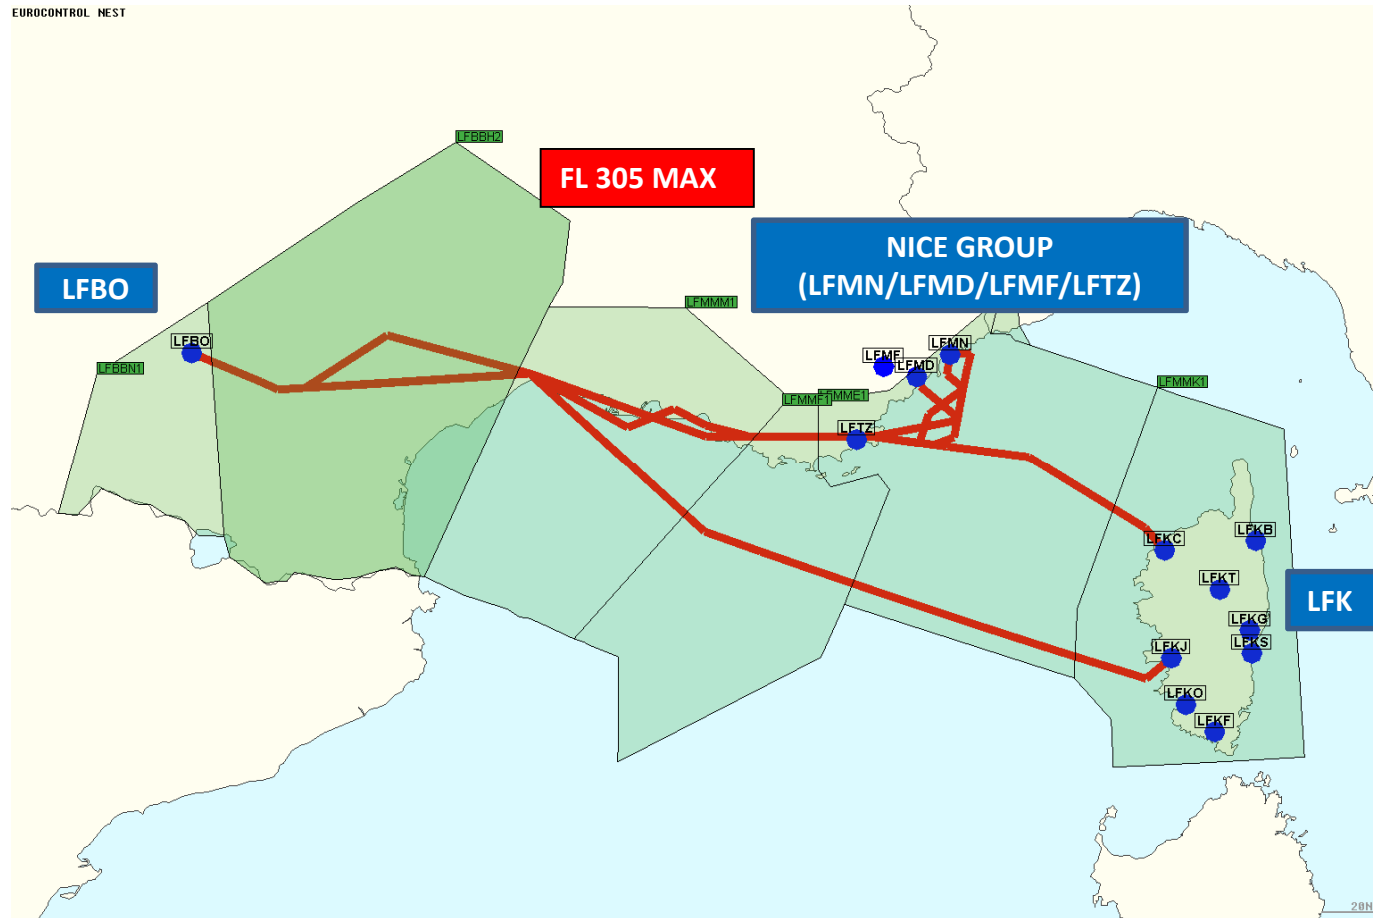 EUROCONTROL NEST
LFBBH2
FL 305 MAX
NICE GROUP
(LFMN/LFMD/LFMF/LFTZ)
LFBO
LFMMM1
LFBO
LFMN
LFBBN1
LFMF
LFMD
LFMMK1
LFMMF1
LFMME1
LFTZ
LFKC
LFKB
LFKT
LFK
LFKG
LFKS
LFKJ
LFKO
LFKF
20N